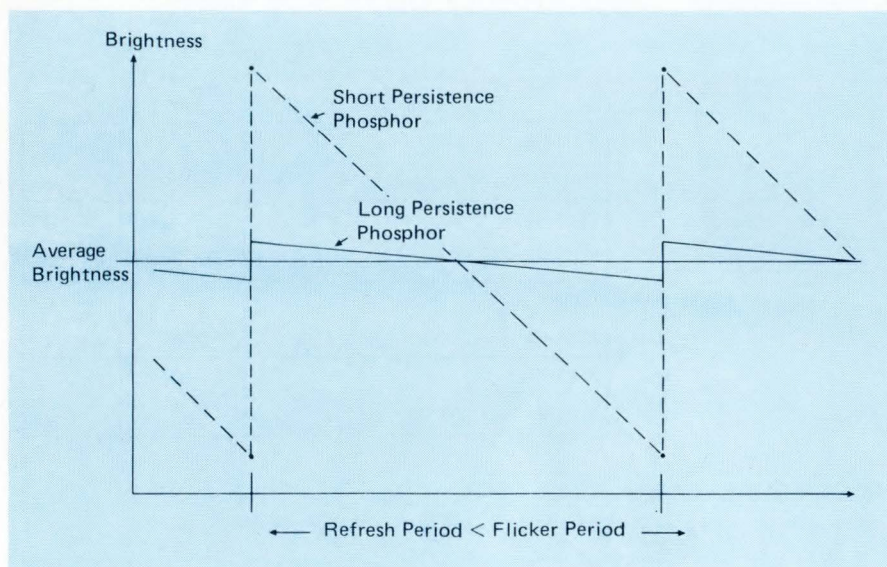 Brightness
Short Persistence
Phosphor
Long Persistence
Phosphor
Average
Brightness
Refresh Period < Flicker Period